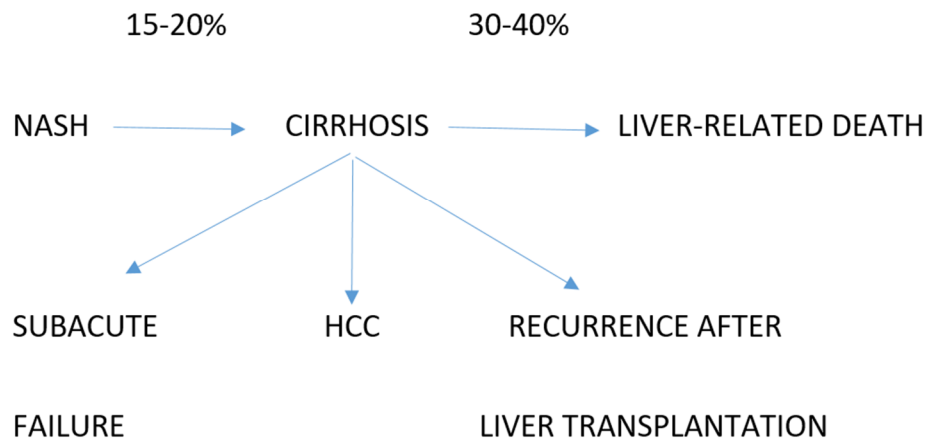 15-20% 30-40%
NASH CIRRHOSIS LIVER-RELATED DEATH
SUBACUTE HCC RECURRENCE AFTER
FAILURE LIVER TRANSPLANTATION